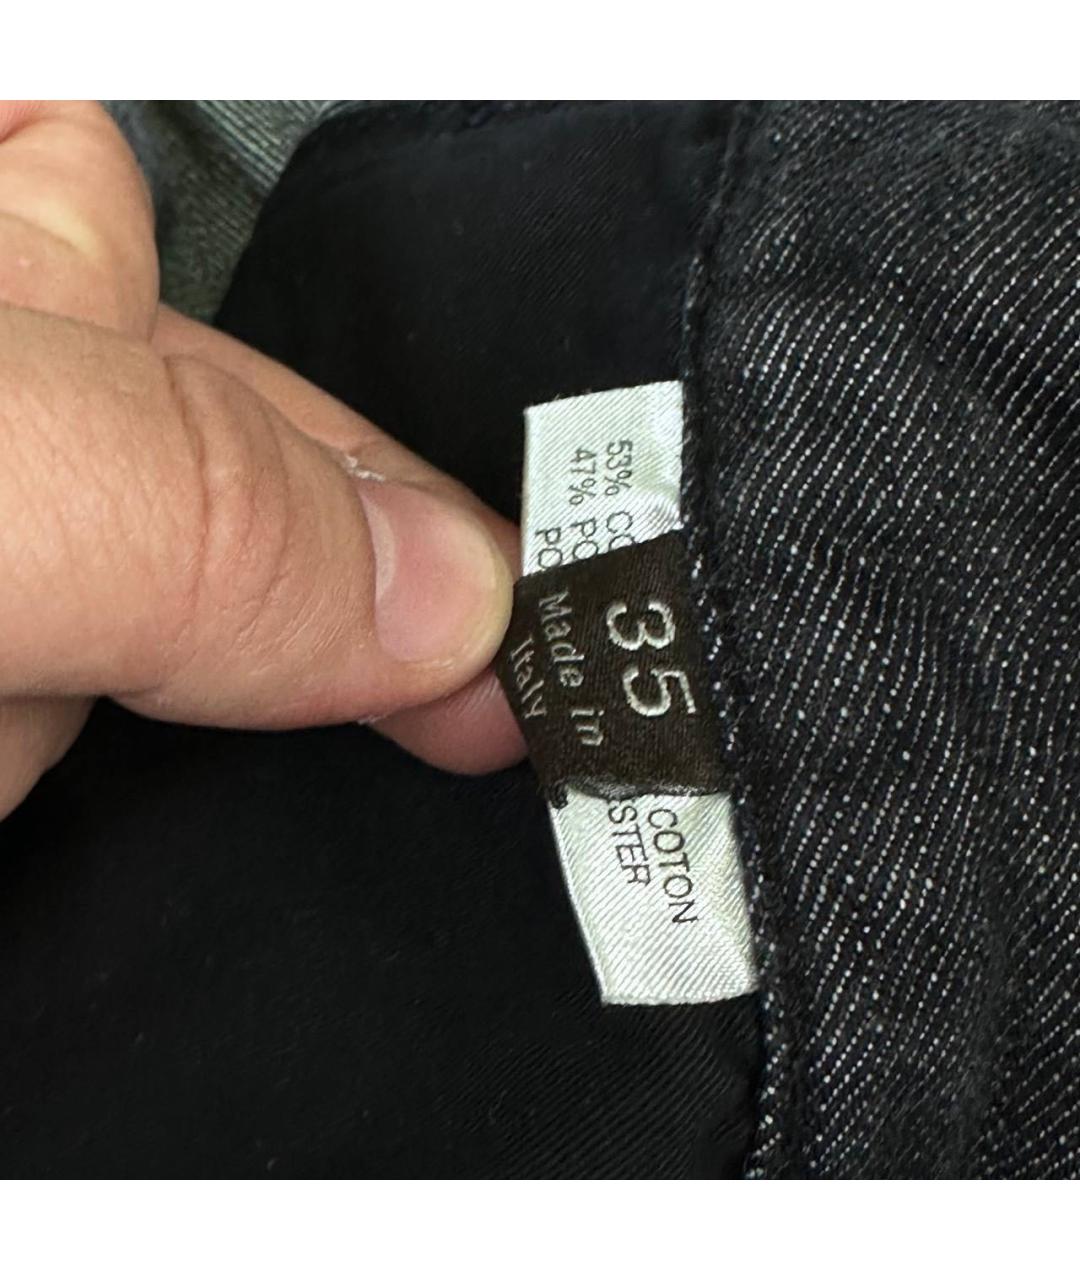 53% CO
47% PO
PO
35
Made in
Italy
COTON
STER